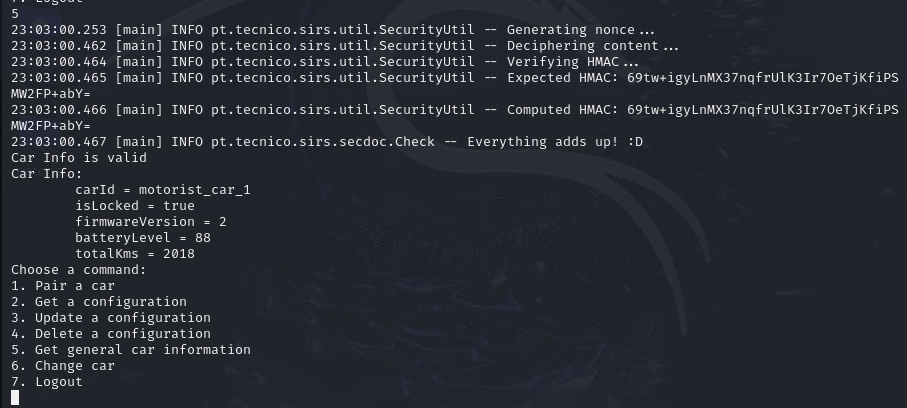 7. Logout
5
23:03:00.253 [main] INFO pt.tecnico.sirs.util.SecurityUtil -- Generating nonce...
23:03:00.462 [main] INFO pt.tecnico.sirs.util.SecurityUtil -- Deciphering content...
23:03:00.464 [main] INFO pt.tecnico.sirs.util.SecurityUtil -- Verifying HMAC...
23:03:00.465 [main] INFO pt.tecnico.sirs.util.SecurityUtil -- Expected HMAC: 69tw+igyLnMX37nqfrUlK3Ir7OeTjKfiPS
MW2FP+abY=
23:03:00.466 [main] INFO pt.tecnico.sirs.util.SecurityUtil -- Computed HMAC: 69tw+igyLnMX37nqfrUlK3Ir7OeTjKfiPS
MW2FP+abY=
23:03:00.467 [main] INFO pt.tecnico.sirs.secdoc.Check -- Everything adds up! :D
Car Info is valid
Car Info:
carId = motorist_car_1
isLocked = true
firmwareVersion = 2
batteryLevel = 88
totalKms = 2018
Choose a command:
1. Pair a car
2. Get a configuration
3. Update a configuration
4. Delete a configuration
5. Get general car information
6. Change car
7. Logout